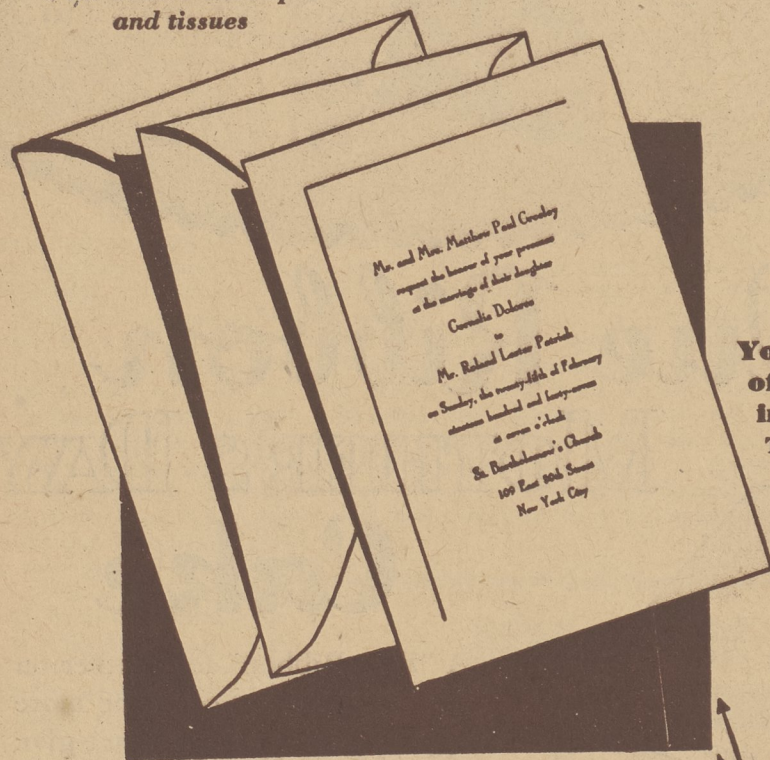 and tissues
Mr. and Mrs. Matthew Paul Crosley
request the honour of your presence
at the marriage of their daughter
Cornelia Dolores
to
Mr. Roland Lester Patrick
on Sunday, the twenty-fifth of February
nineteen hundred and forty-seven
at seven o'clock
St. Bartholomew's Church
109 East 50th Street
New York City
Yo
of
in
T